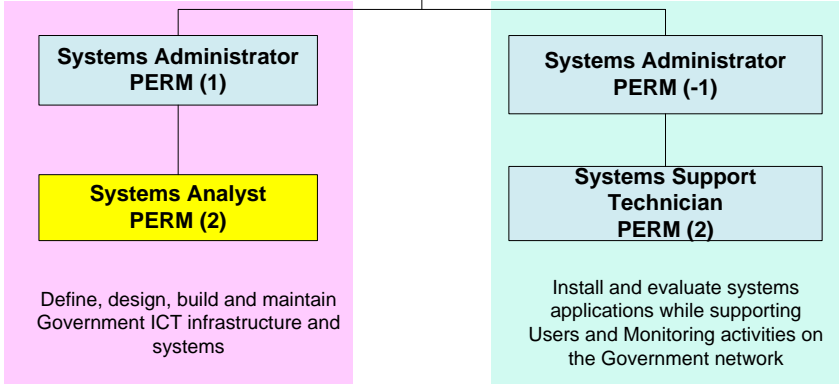 Systems Administrator
PERM (1)
Systems Analyst
PERM (2)
Define, design, build and maintain
Government ICT infrastructure and
systems
Systems Administrator
PERM (-1)
Systems Support
Technician
PERM (2)
Install and evaluate systems
applications while supporting
Users and Monitoring activities on
the Government network